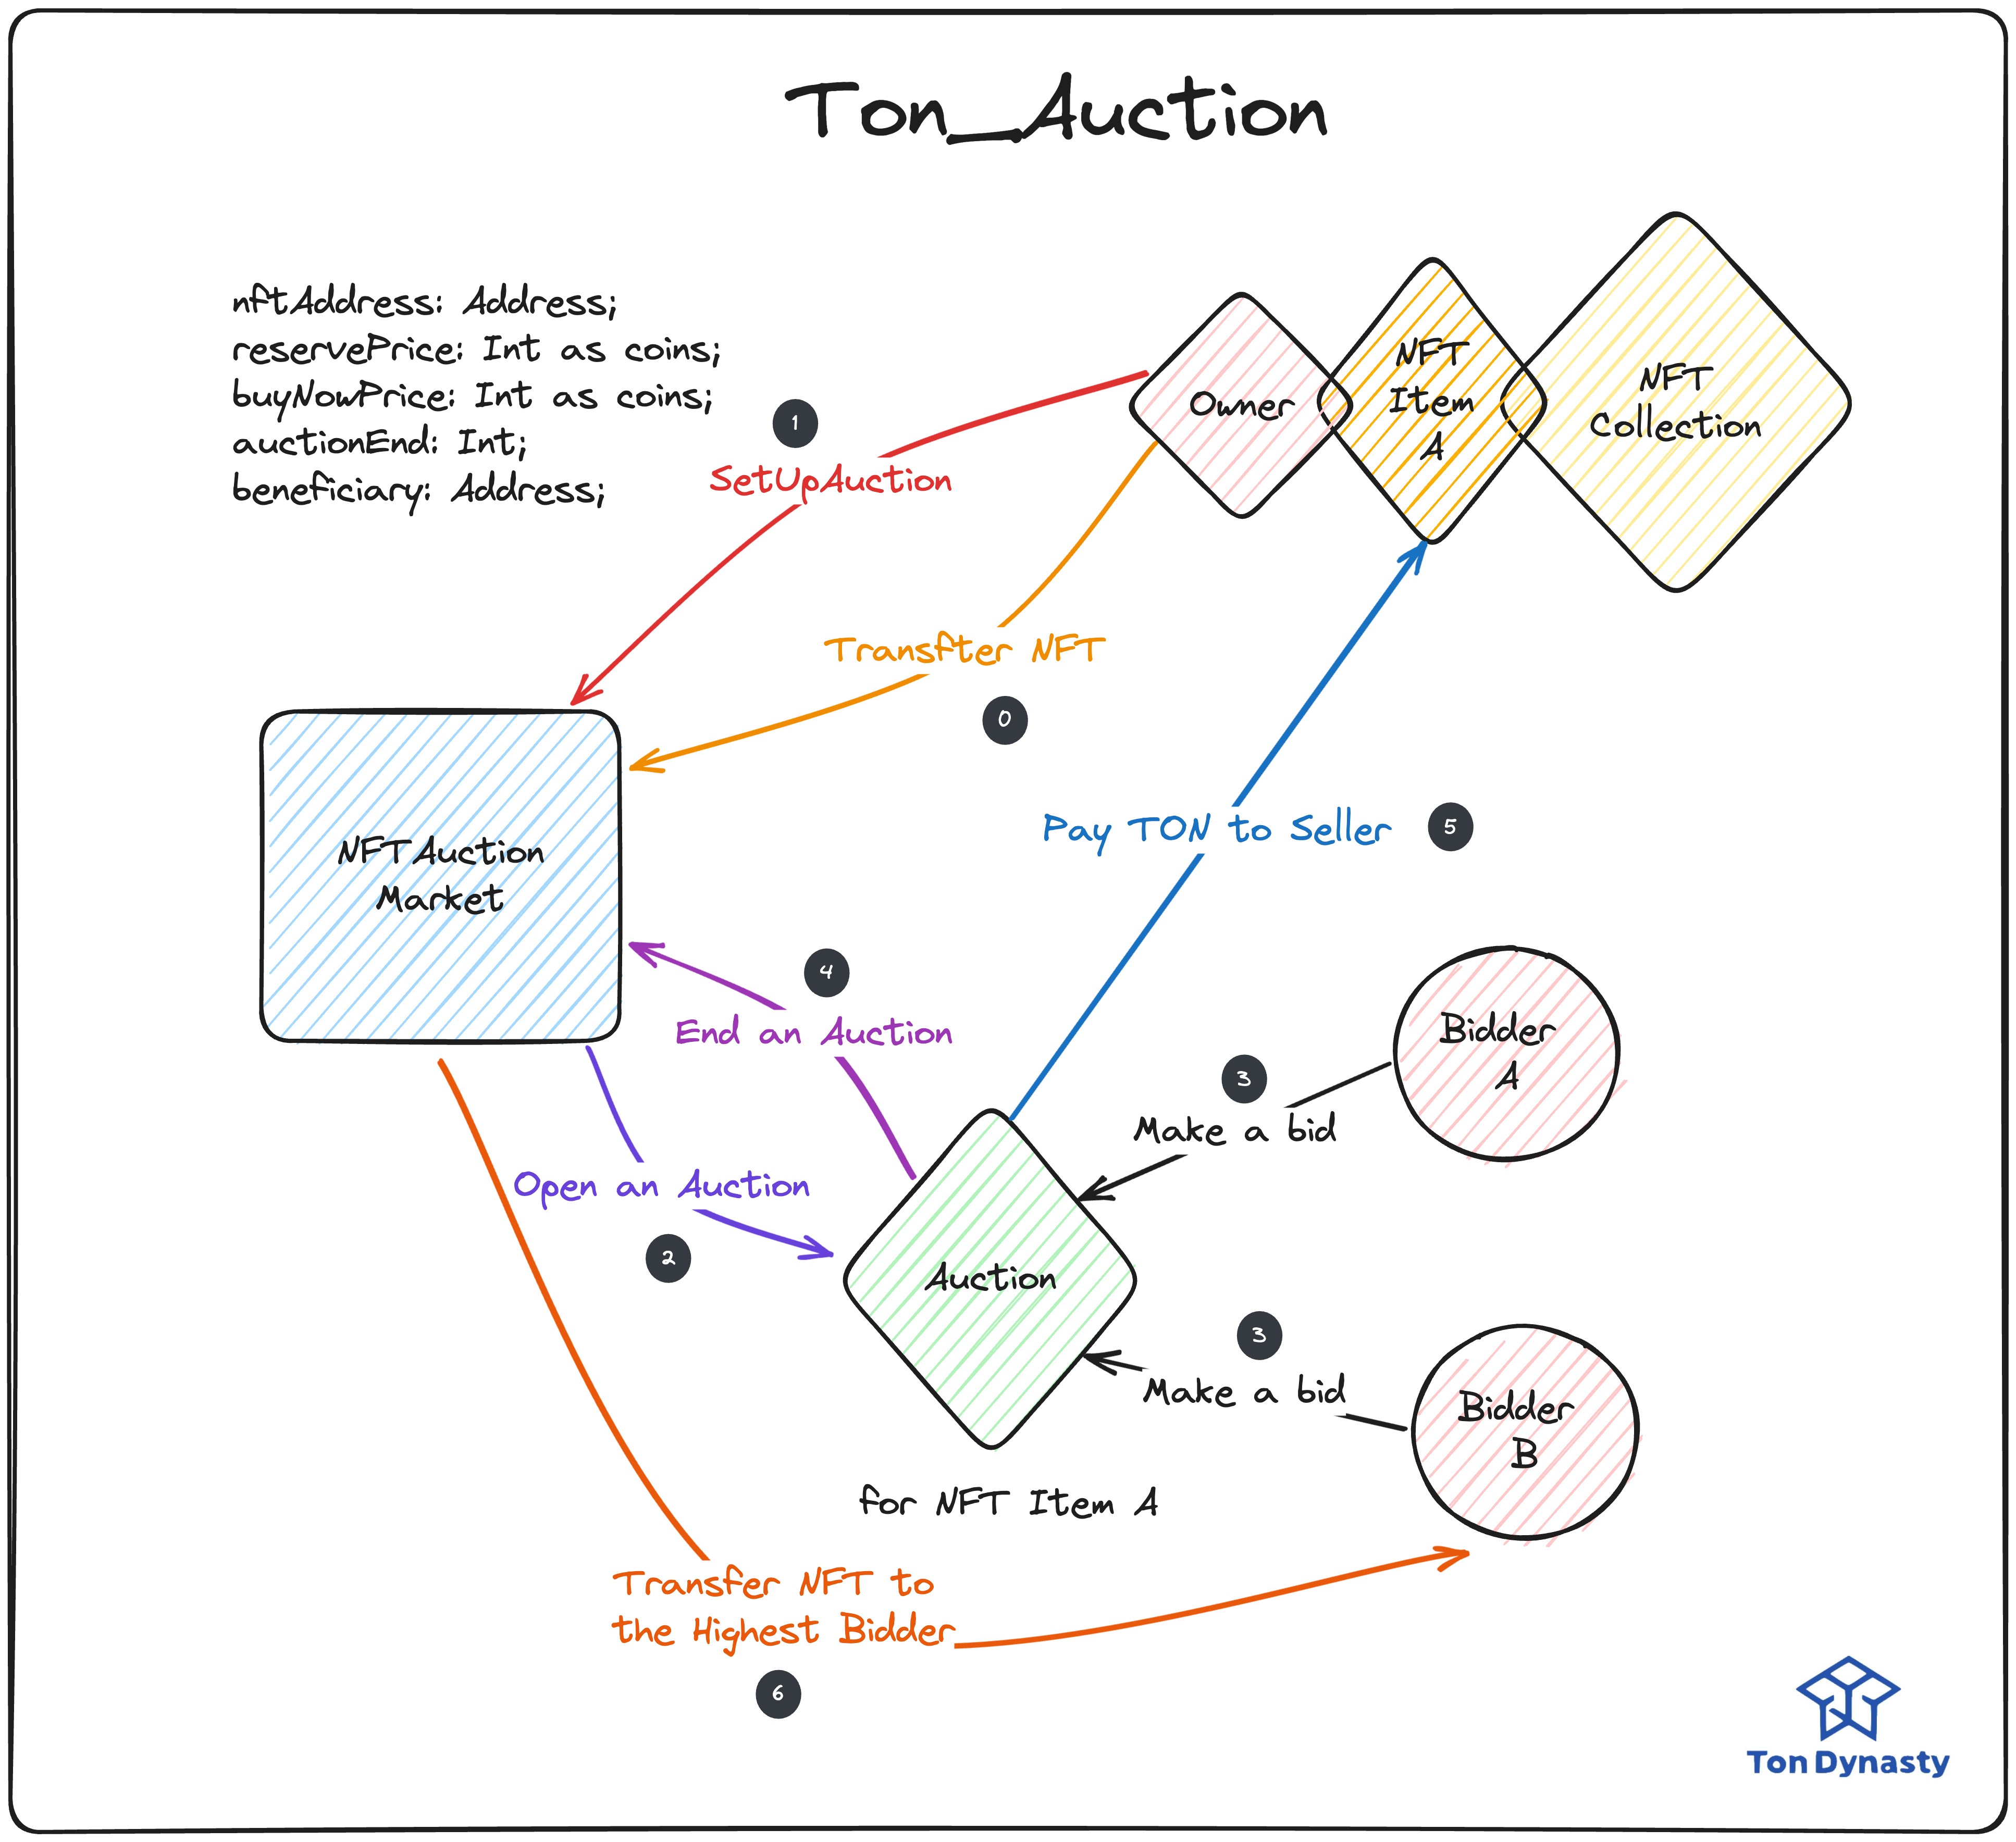 Ton_Auction
nftAddress: Address;
reservePrice: Int as coins;
buyNowPrice: Int as coins;
auctionEnd: Int;
beneficiary: Address;
1
SetUpAuction
Owner
NFT
Item
A
NFT
Collection
Transfter NFT
0
NFTAuction
Market
Pay TON to Seller
5
4
End an Auction
Bidder
A
3
Make a bid
Open an Auction
2
Auction
3
Make a bid
Bidder
B
for NFT Item A
Transfer NFT to
the Highest Bidder
6
Ton Dynasty